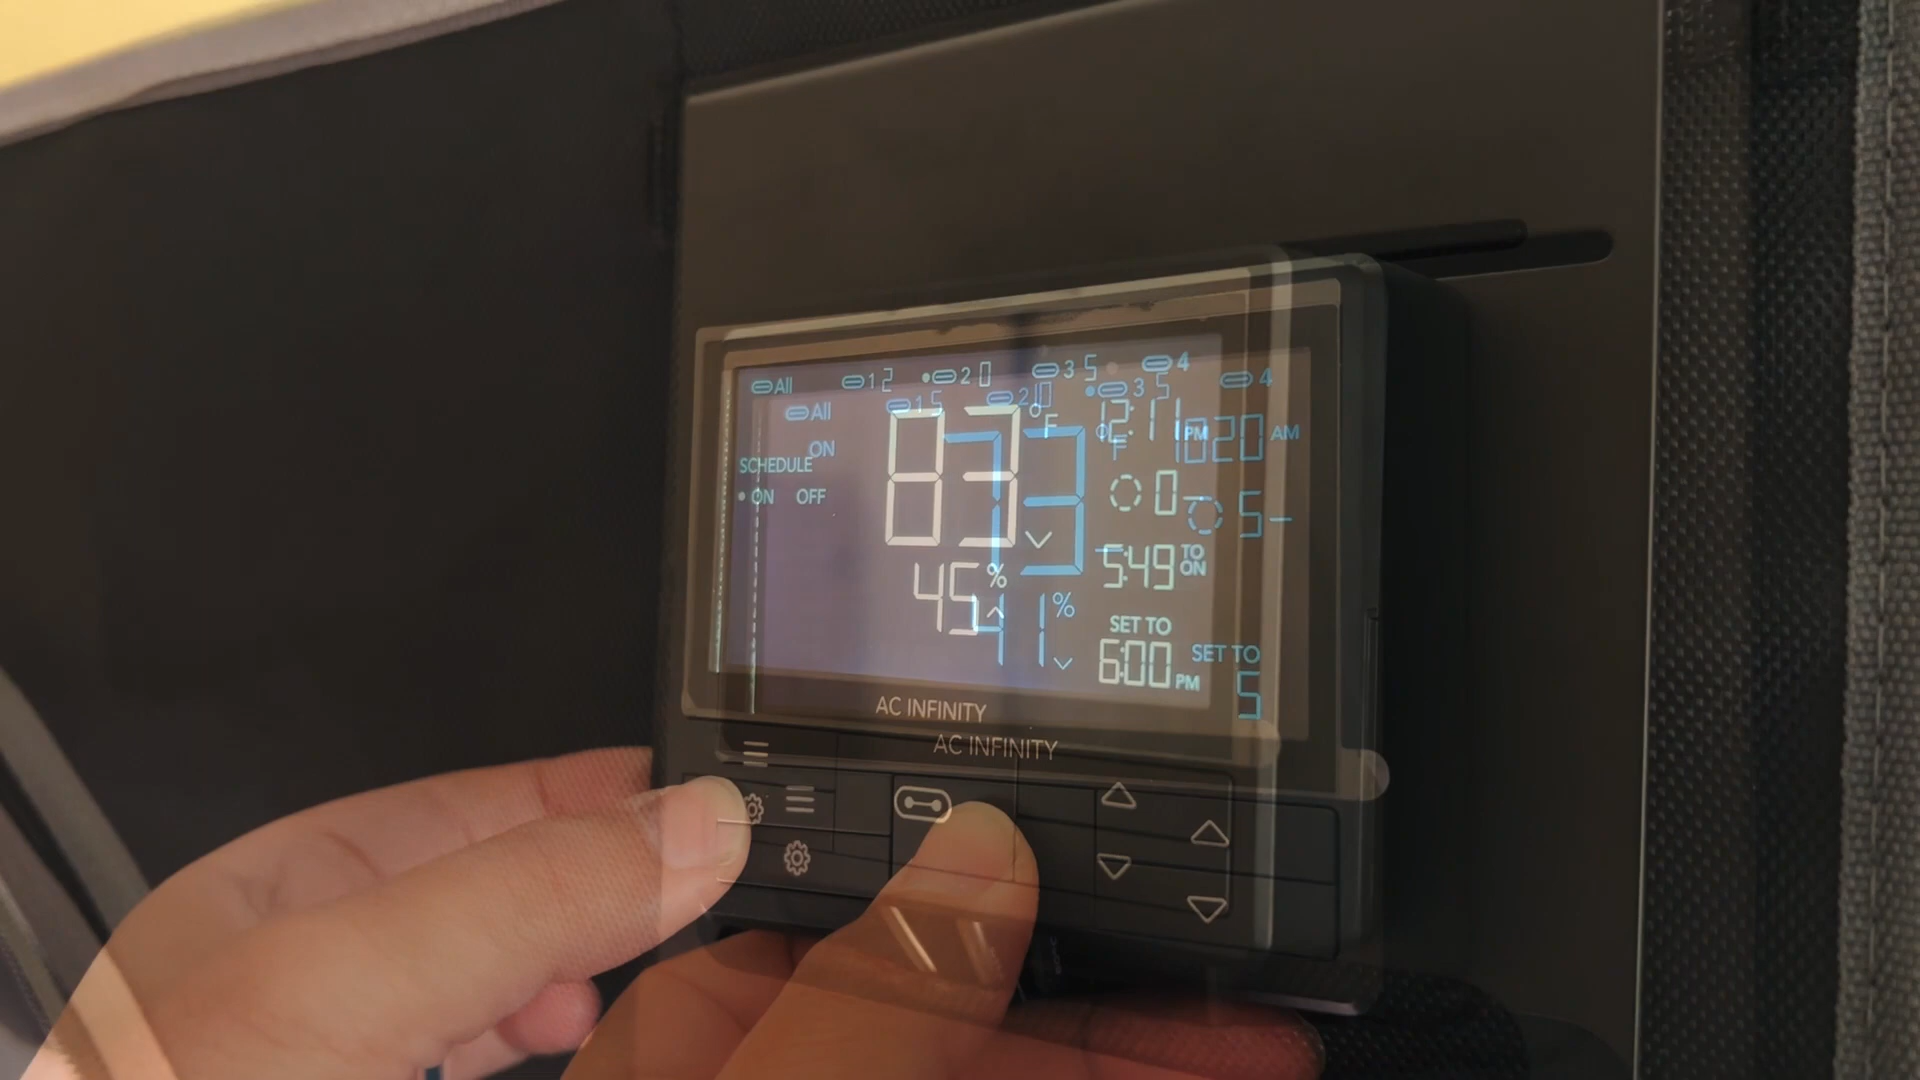 All 1 2 2 0 3 5 4
All 1 5 2 10 3 5 4
83 °F 12:11 PM
73 °F 10:20 AM
ON
SCHEDULE
ON OFF
0
5
5:49 TO ON
45 %
41 %
SET TO
6:00 PM
SET TO
5
AC INFINITY
AC INFINITY